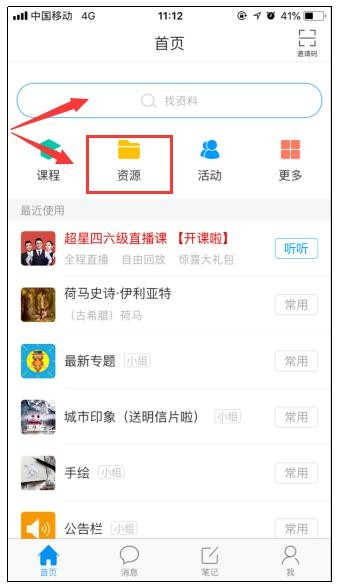 中国移动 4G 11:12 41%
首页
邀请码
找资料
课程 资源 活动 更多
最近使用
超星四六级直播课 【开课啦】
全程直播 自由回放 惊喜大礼包
听听
荷马史诗·伊利亚特
（古希腊）荷马
常用
最新专题 小组 常用
城市印象（送明信片啦） 小组 常用
手绘 小组 常用
公告栏 小组 常用
首页 消息 笔记 我